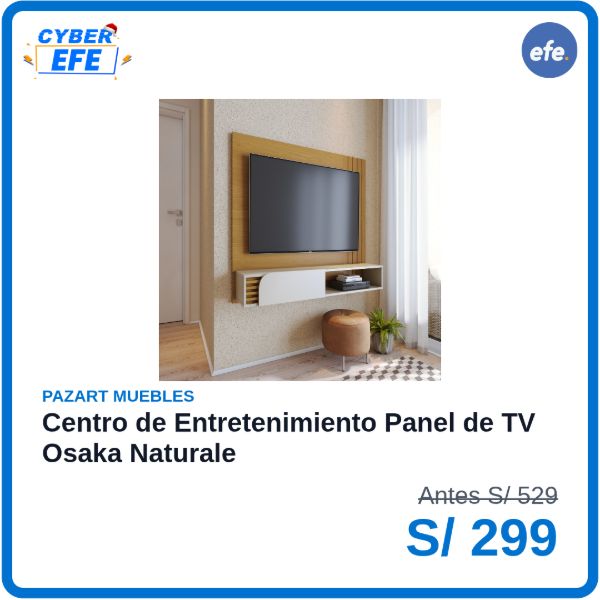 CYBER
EFE
efe.
PAZART MUEBLES
Centro de Entretenimiento Panel de TV
Osaka Naturale
Antes S/ 529
S/ 299